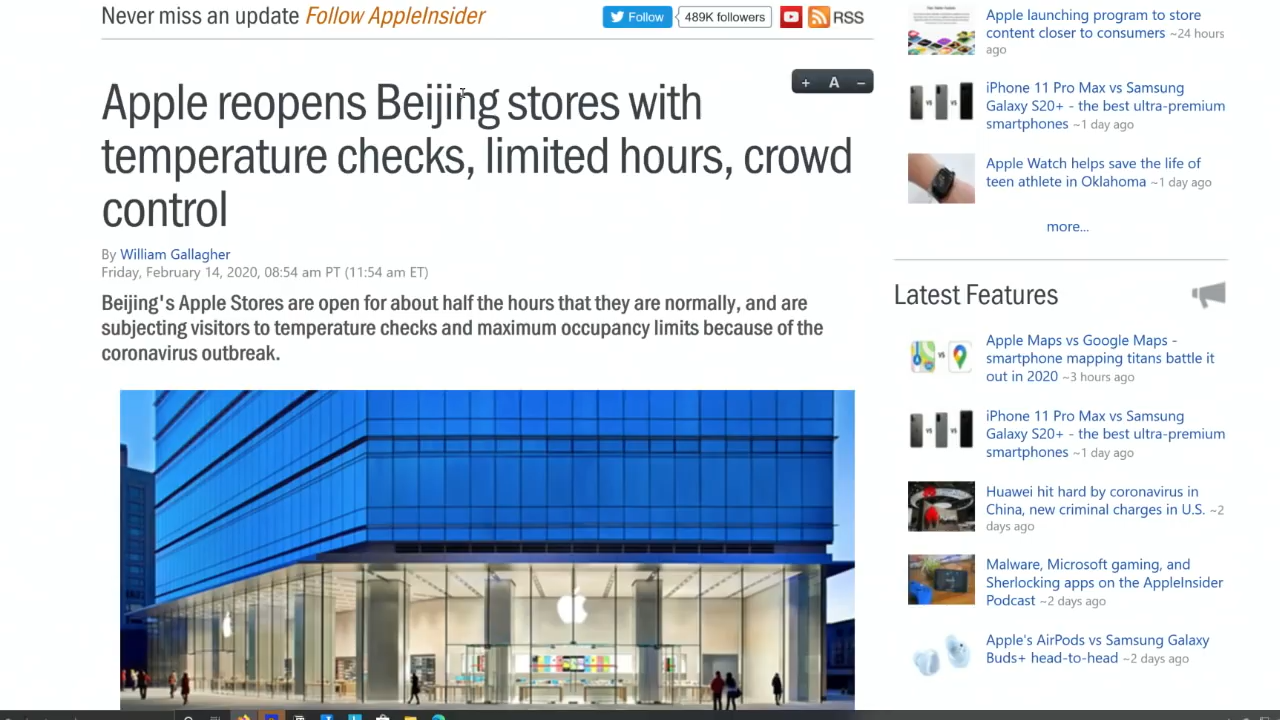 Never miss an update Follow AppleInsider
Follow
489K followers
RSS
+ A –
Apple reopens Beijing stores with
temperature checks, limited hours, crowd
control
By William Gallagher
Friday, February 14, 2020, 08:54 am PT (11:54 am ET)
Beijing's Apple Stores are open for about half the hours that they are normally, and are
subjecting visitors to temperature checks and maximum occupancy limits because of the
coronavirus outbreak.
Apple launching program to store
content closer to consumers ~24 hours
ago
iPhone 11 Pro Max vs Samsung
Galaxy S20+ - the best ultra-premium
smartphones ~1 day ago
Apple Watch helps save the life of
teen athlete in Oklahoma ~1 day ago
more...
Latest Features
Apple Maps vs Google Maps -
smartphone mapping titans battle it
out in 2020 ~3 hours ago
VS
iPhone 11 Pro Max vs Samsung
Galaxy S20+ - the best ultra-premium
smartphones ~1 day ago
VS VS
Huawei hit hard by coronavirus in
China, new criminal charges in U.S. ~2
days ago
Malware, Microsoft gaming, and
Sherlocking apps on the AppleInsider
Podcast ~2 days ago
Apple's AirPods vs Samsung Galaxy
Buds+ head-to-head ~2 days ago